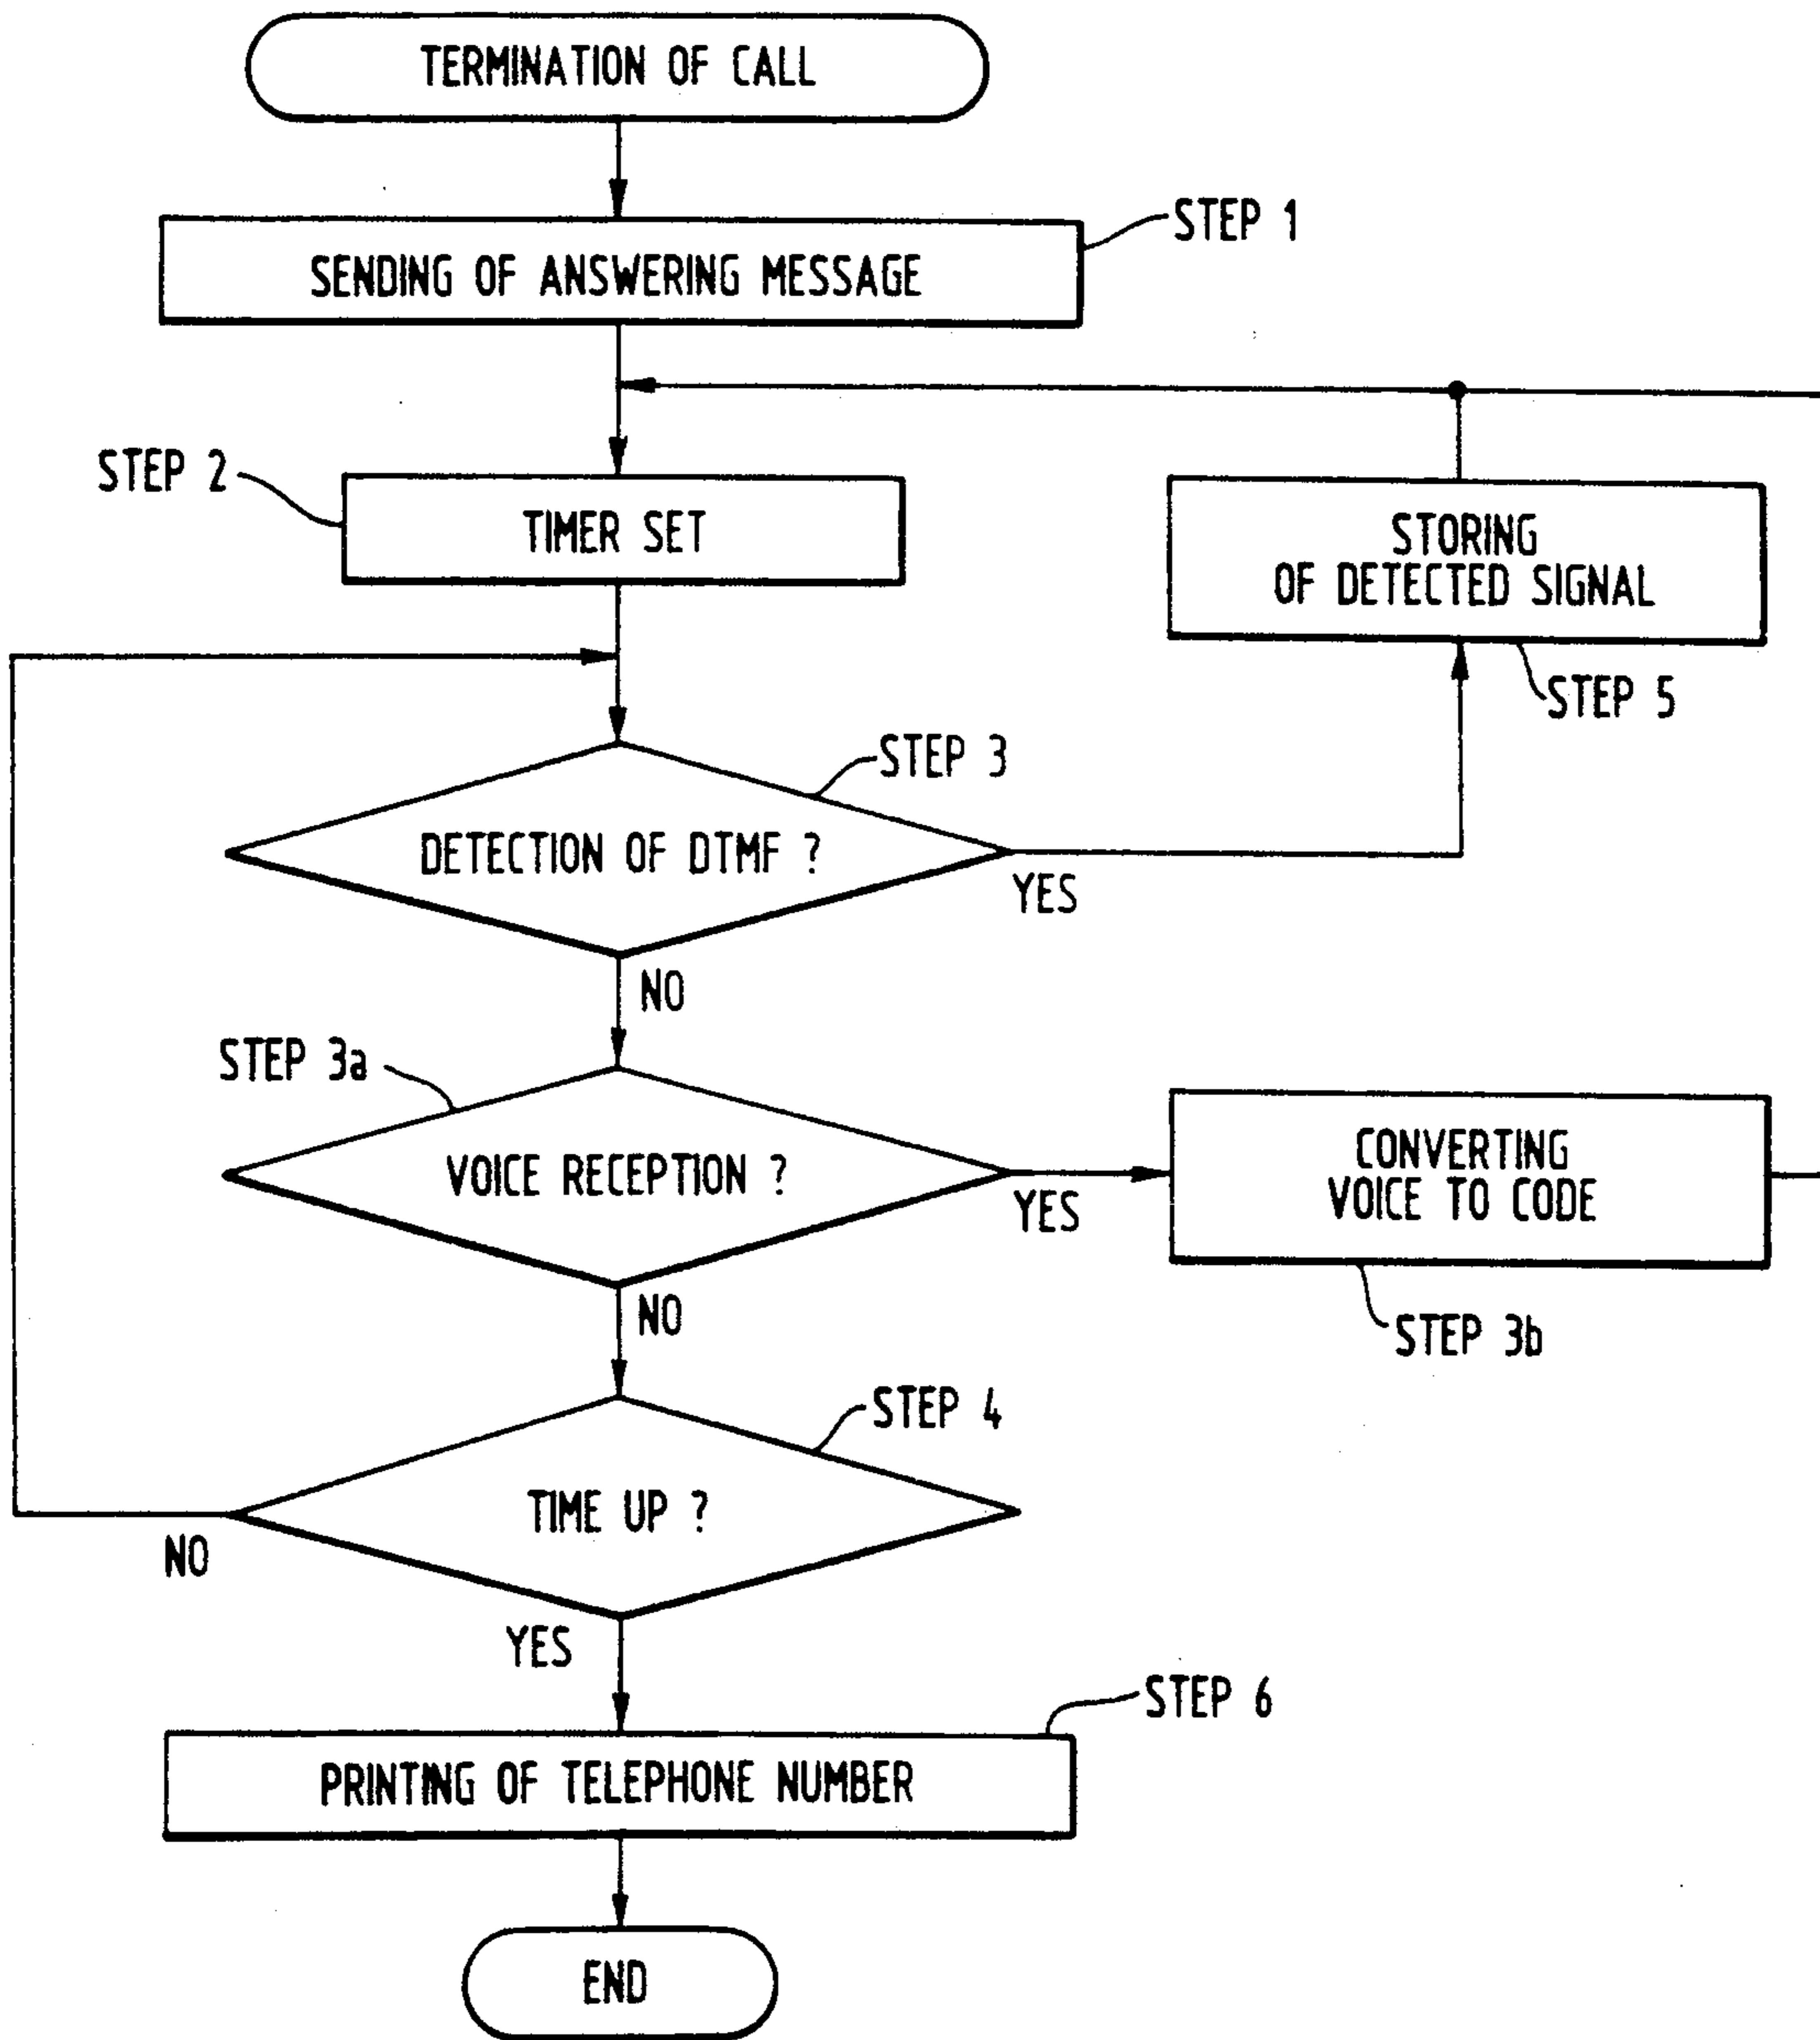 TERMINATION OF CALL
STEP 1
SENDING OF ANSWERING MESSAGE
STEP 2
TIMER SET
STORING
OF DETECTED SIGNAL
STEP 5
STEP 3
DETECTION OF DTMF ?
YES
NO
STEP 3a
VOICE RECEPTION ?
YES
CONVERTING
VOICE TO CODE
STEP 3b
NO
STEP 4
TIME UP ?
NO
YES
STEP 6
PRINTING OF TELEPHONE NUMBER
END